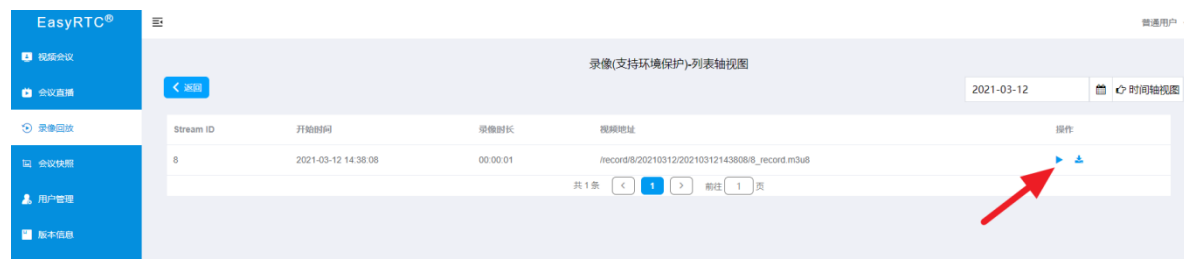 EasyRTC®
普通用户
视频会议
会议直播
录像回放
会议快照
用户管理
版本信息
录像(支持环境保护)-列表轴视图
返回
2021-03-12
时间轴视图
Stream ID 开始时间 录像时长 视频地址 操作
8 2021-03-12 14:38:08 00:00:01 /record/8/20210312/20210312143808/8_record.m3u8
共 1 条 < 1 > 前往 1 页